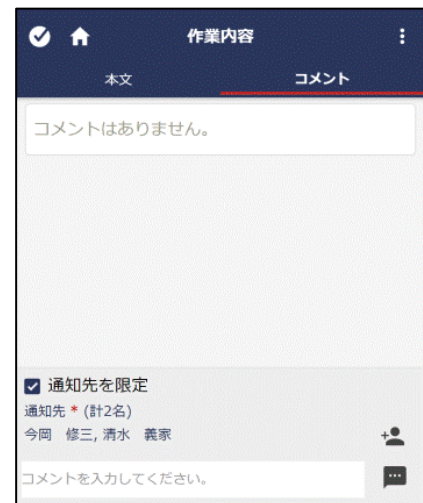 作業内容
本文 コメント
コメントはありません。
通知先を限定
通知先 * (計2名)
今岡　修三, 清水　義家
コメントを入力してください。